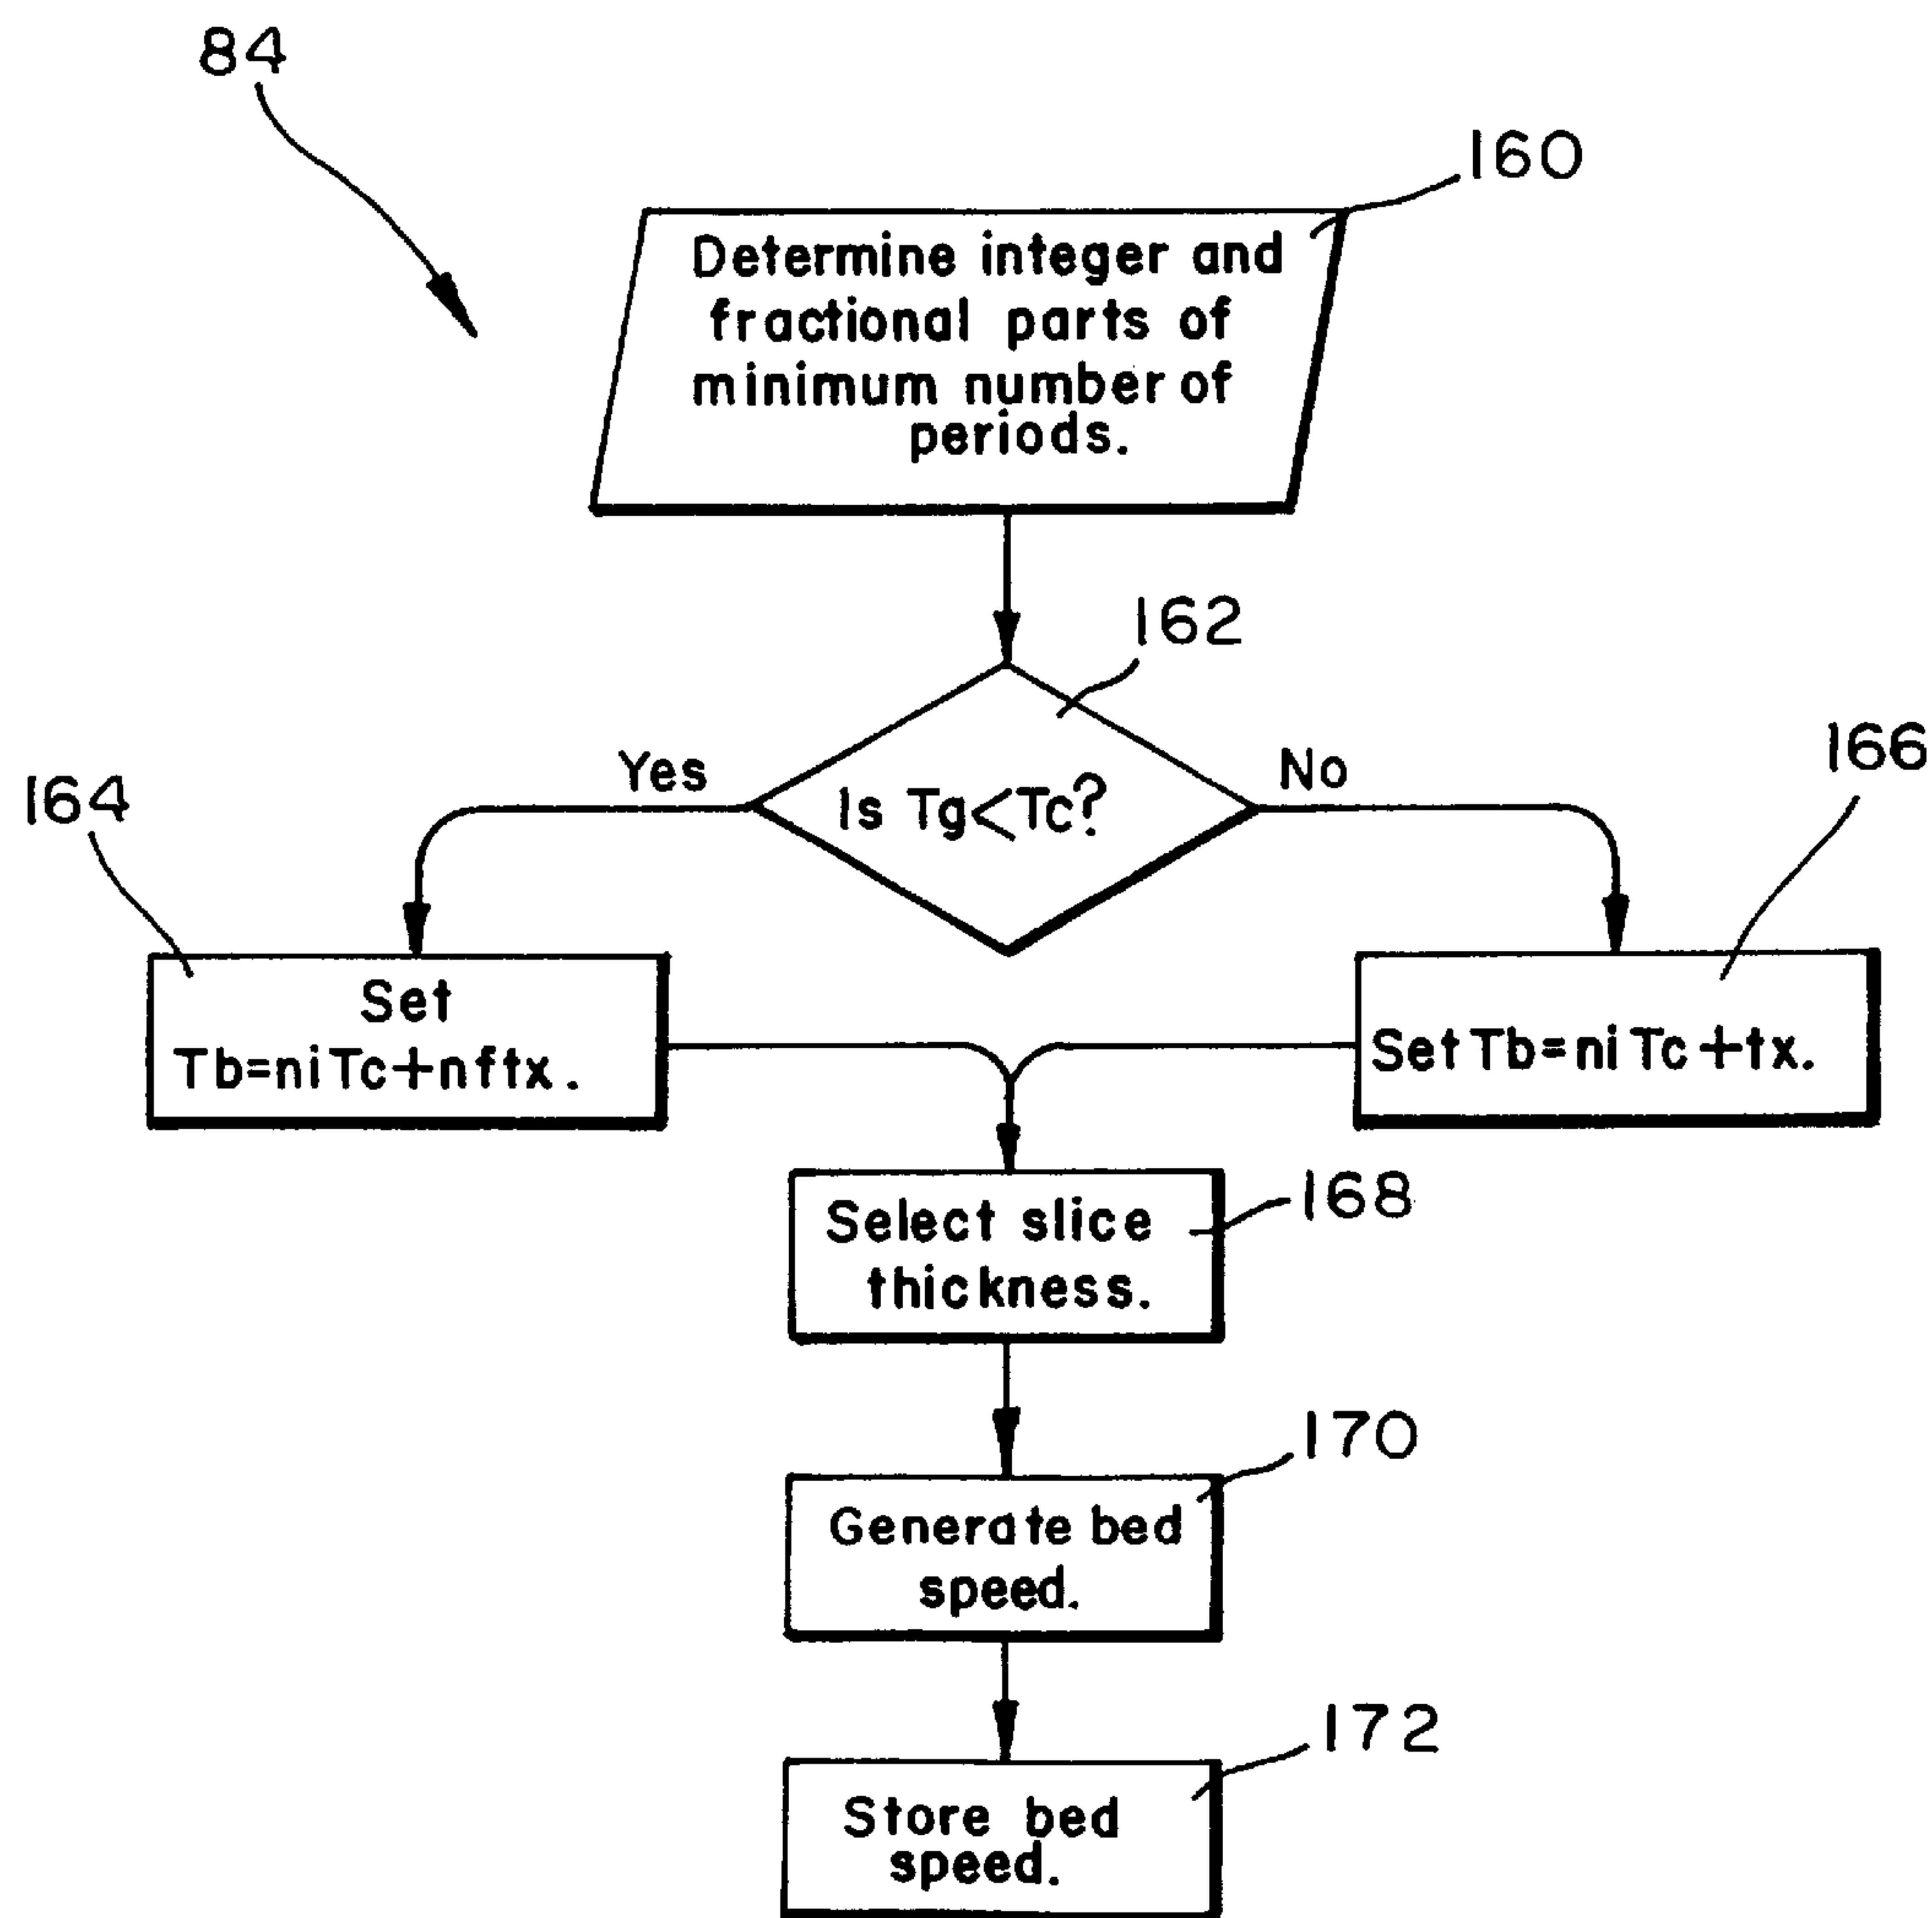 84
160
Determine integer and
fractional parts of
minimum number of
periods.
162
Yes
Is Tg<Tc?
No
164
166
Set
Tb=niTc+nftx.
Set Tb=niTc+tx.
168
Select slice
thickness.
170
Generate bed
speed.
172
Store bed
speed.